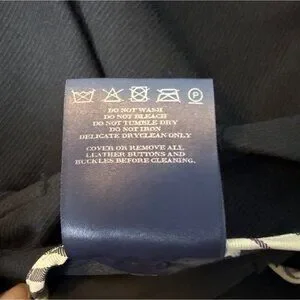 P
DO NOT WASH
DO NOT BLEACH
DO NOT TUMBLE DRY
DO NOT IRON
DELICATE DRYCLEAN ONLY
COVER OR REMOVE ALL
LEATHER BUTTONS AND
BUCKLES BEFORE CLEANING.